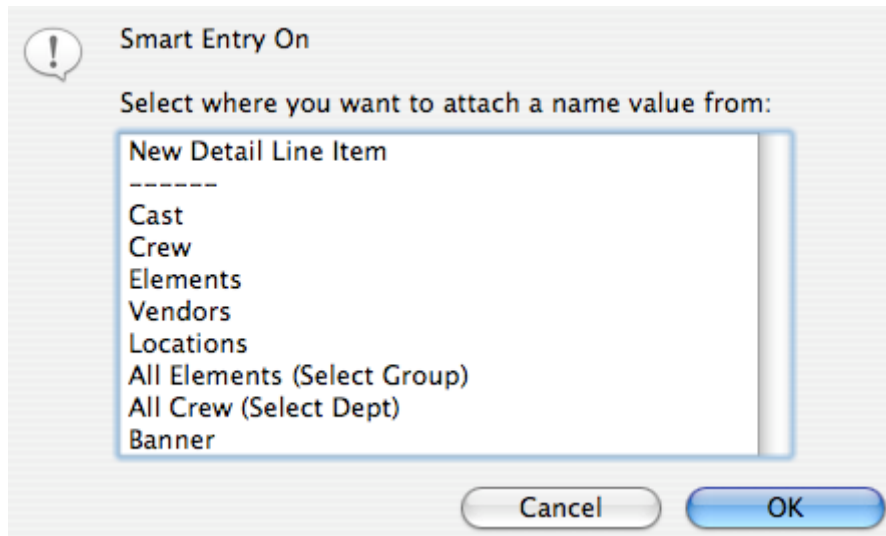 Smart Entry On
Select where you want to attach a name value from:
New Detail Line Item
------
Cast
Crew
Elements
Vendors
Locations
All Elements (Select Group)
All Crew (Select Dept)
Banner
Cancel
OK